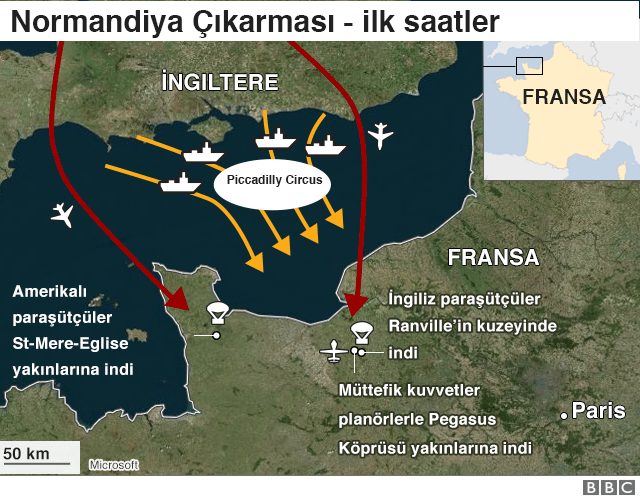 Normandiya Çıkarması - ilk saatler
İNGİLTERE
FRANSA
Piccadilly Circus
FRANSA
Amerikalı
paraşütçüler
St-Mere-Eglise
yakınlarına indi
İngiliz paraşütçüler
Ranville'in kuzeyinde
indi
Müttefik kuvvetler
planörlerle Pegasus
Köprüsü yakınlarına indi
Paris
50 km
Microsoft
BBC